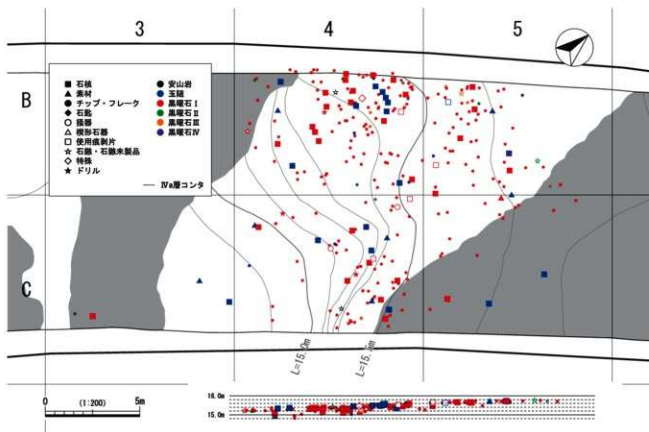 3 4 5
B
C
■ 石核
▲ 素材
● チップ・フレーク
◆ 石匙
○ 掻器
△ 楔形石器
□ 使用痕剥片
☆ 石鏃・石鏃未製品
◇ 特殊
★ ドリル
● 安山岩
● 玉髄
● 黒曜石Ⅰ
● 黒曜石Ⅱ
● 黒曜石Ⅲ
● 黒曜石Ⅳ
— Ⅳa層コンタ
L=15.0m
L=15.5m
0 (1:200) 5m
16.0m
15.0m